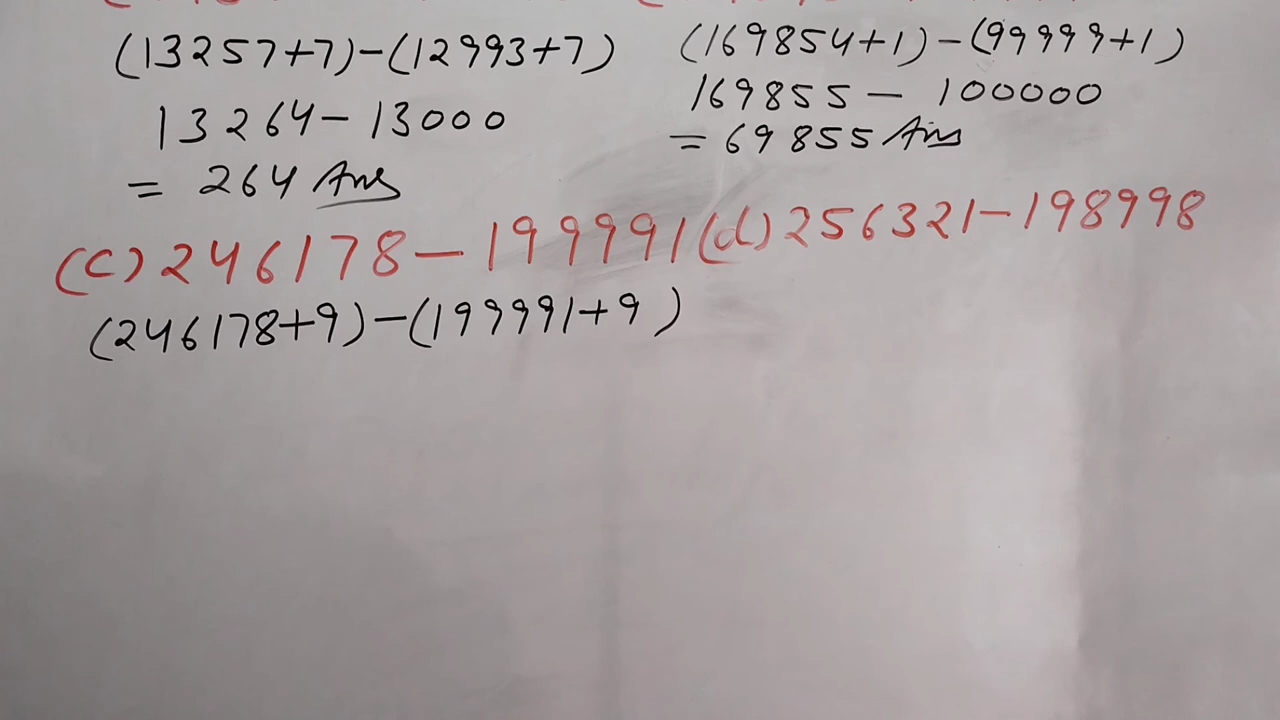 (13257+7)-(12993+7)
13264-13000
= 264 Ans
(169854+1)-(99999+1)
169855-100000
= 69855 Ans
(c) 246178-199991
(d) 256321-198998
(246178+9)-(199991+9)